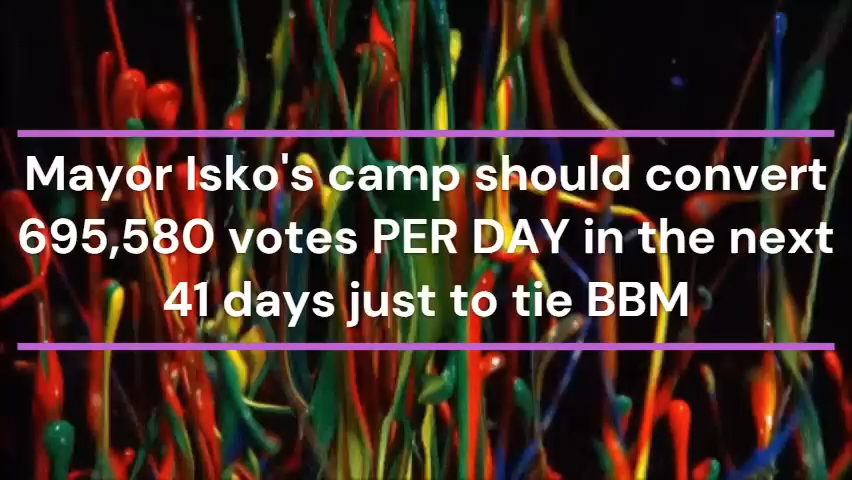 Mayor Isko's camp should convert
695,580 votes PER DAY in the next
41 days just to tie BBM